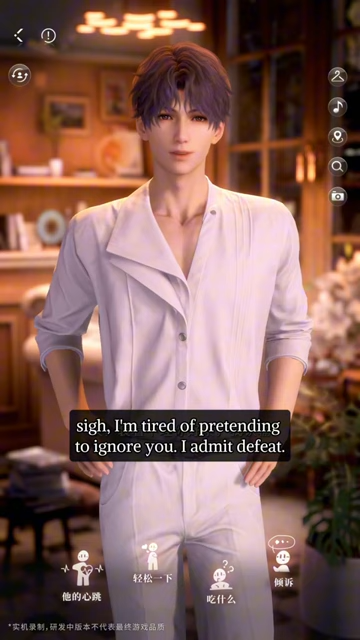 sigh, I'm tired of pretending
to ignore you. I admit defeat.
他的心跳
轻松一下
吃什么
倾诉
*实机录制，研发中版本不代表最终游戏品质